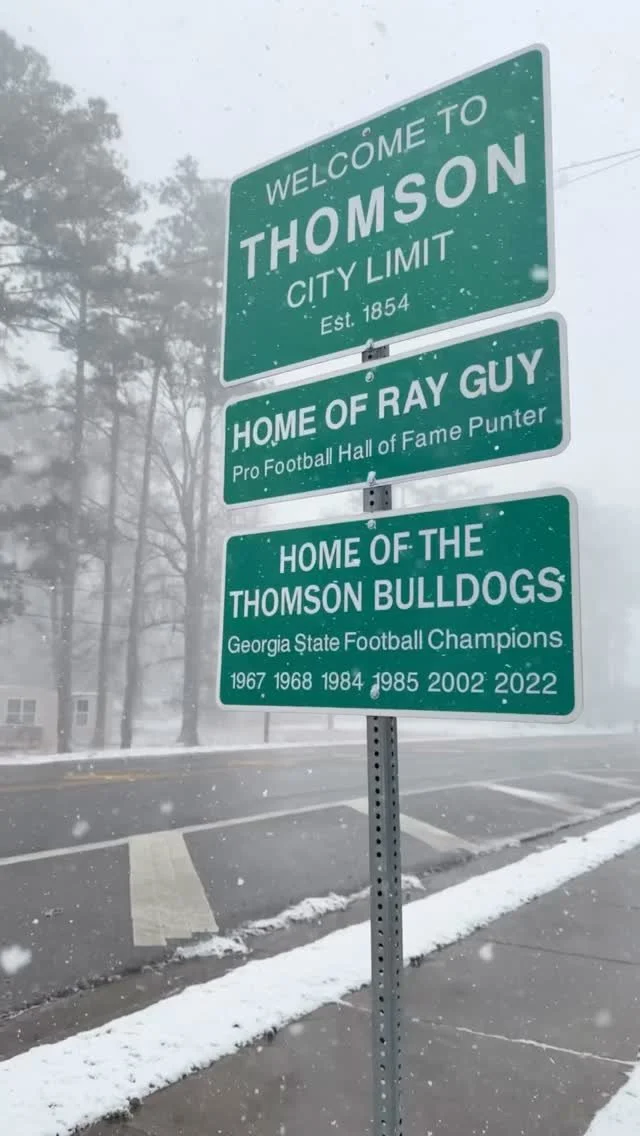 WELCOME TO
THOMSON
CITY LIMIT
Est. 1854
HOME OF RAY GUY
Pro Football Hall of Fame Punter
HOME OF THE
THOMSON BULLDOGS
Georgia State Football Champions
1967 1968 1984 1985 2002 2022